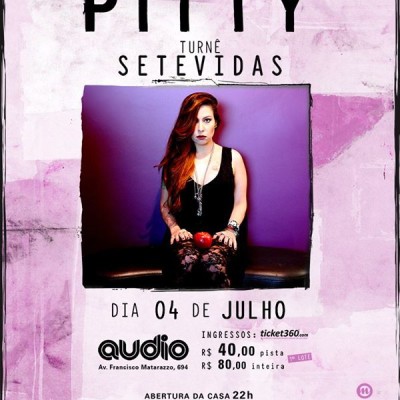 PITTY
TURNÊ
SETEVIDAS
DIA 04 DE JULHO
audio
Av. Francisco Matarazzo, 694
INGRESSOS: ticket360.com
R$ 40,00 pista
R$ 80,00 inteira
1º LOTE
ABERTURA DA CASA 22h